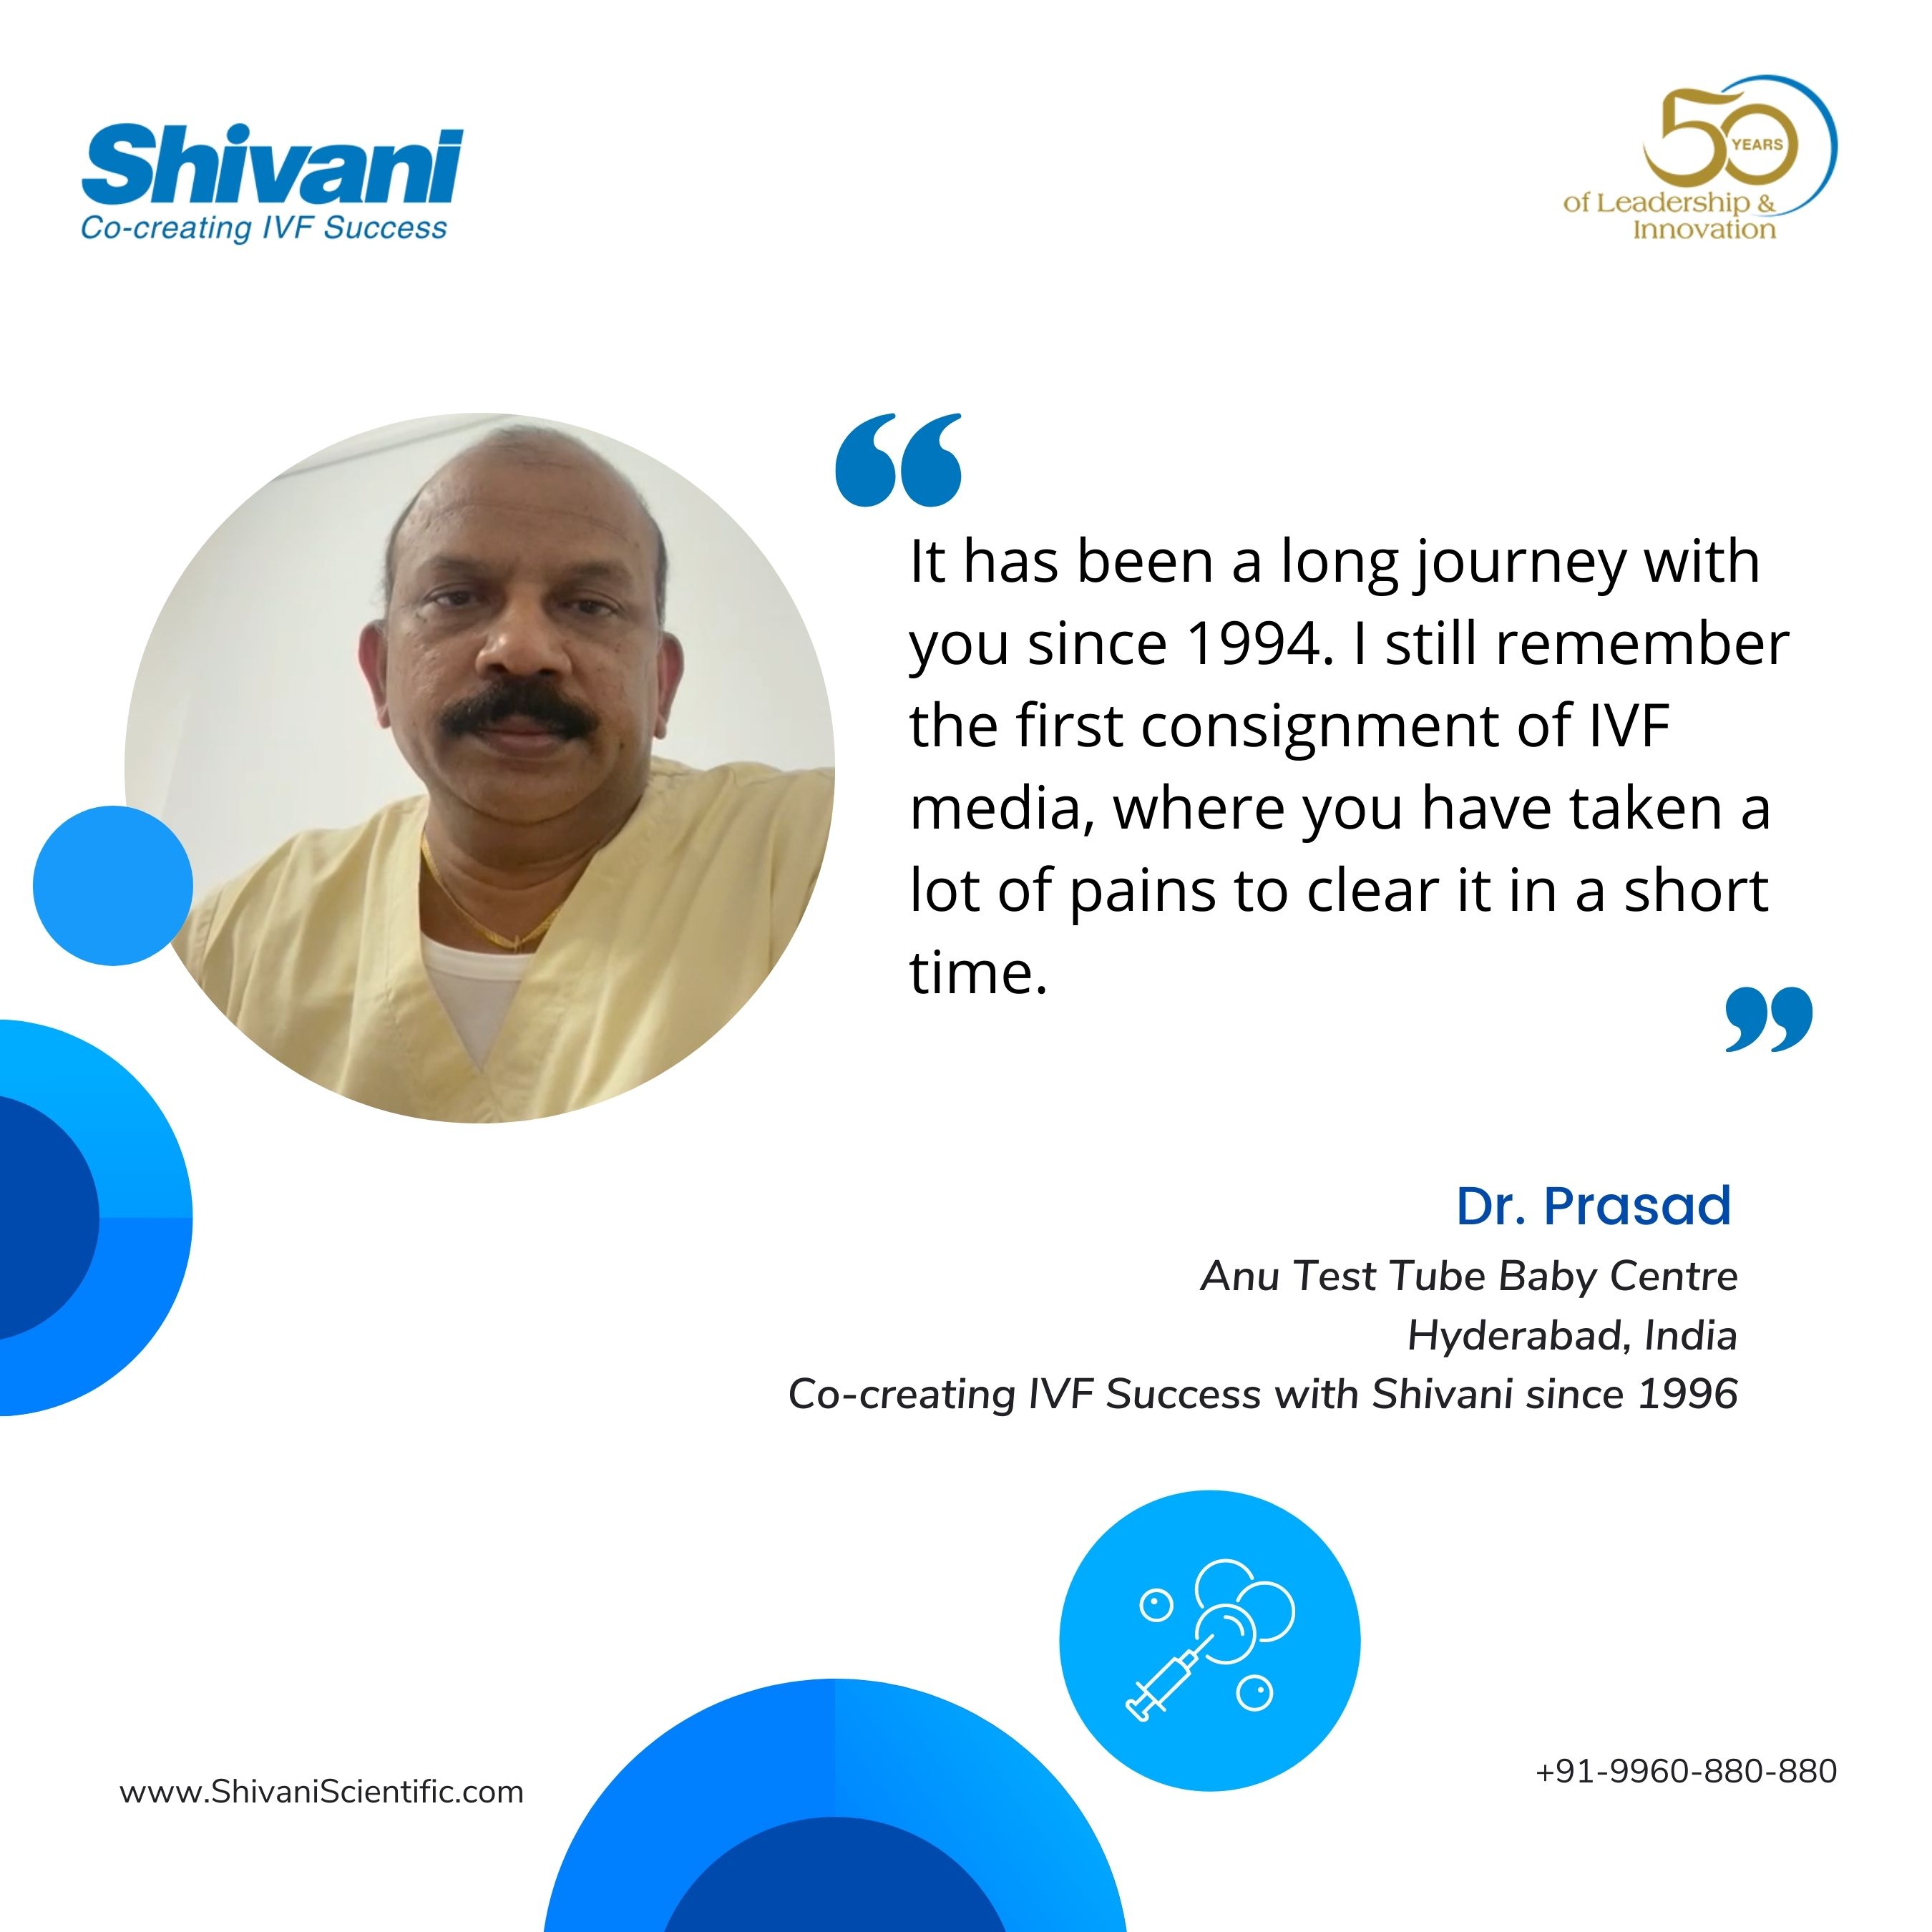 Shivani
Co-creating IVF Success
50
YEARS
of Leadership &
Innovation
“
It has been a long journey with
you since 1994. I still remember
the first consignment of IVF
media, where you have taken a
lot of pains to clear it in a short
time.
”
Dr. Prasad
Anu Test Tube Baby Centre
Hyderabad, India
Co-creating IVF Success with Shivani since 1996
www.ShivaniScientific.com
+91-9960-880-880